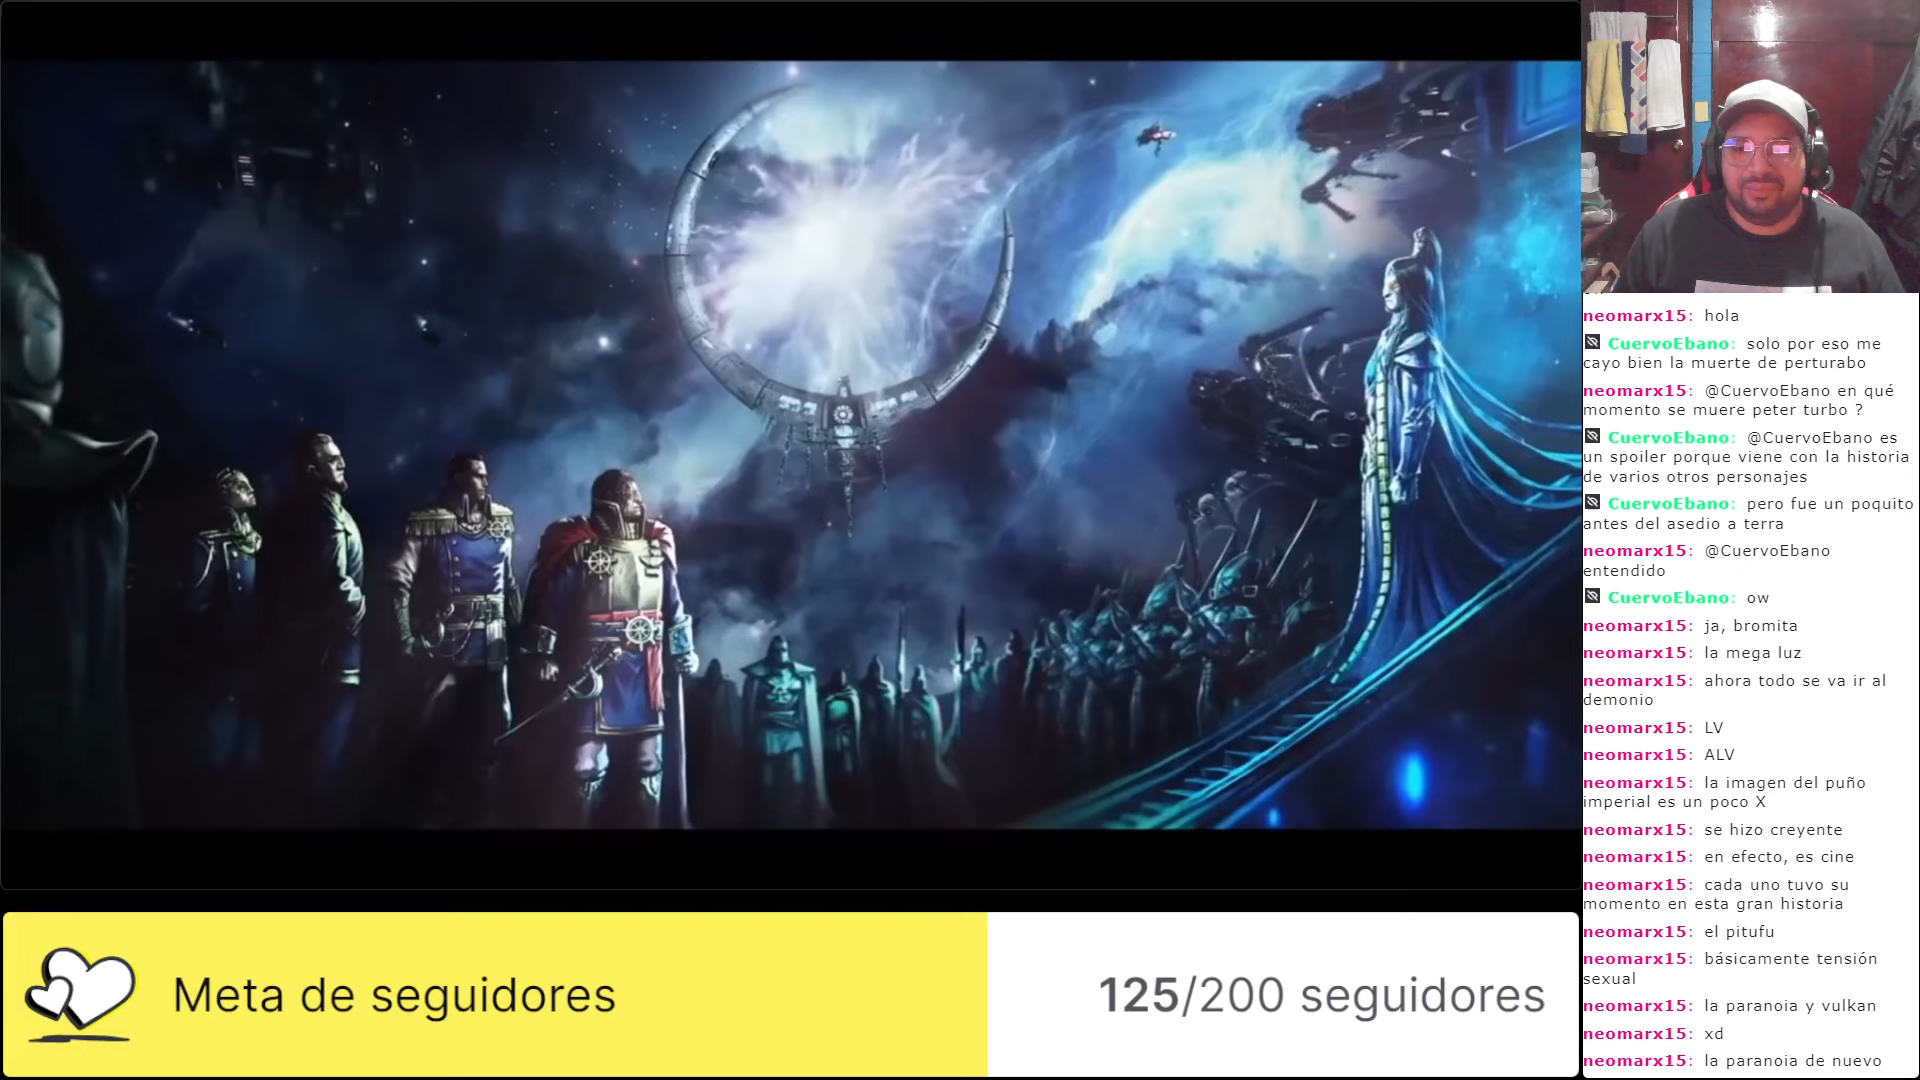 neomarx15: hola
CuervoEbano: solo por eso me
cayo bien la muerte de perturabo
neomarx15: @CuervoEbano en qué
momento se muere peter turbo ?
CuervoEbano: @CuervoEbano es
un spoiler porque viene con la historia
de varios otros personajes
CuervoEbano: pero fue un poquito
antes del asedio a terra
neomarx15: @CuervoEbano
entendido
CuervoEbano: ow
neomarx15: ja, bromita
neomarx15: la mega luz
neomarx15: ahora todo se va ir al
demonio
neomarx15: LV
neomarx15: ALV
neomarx15: la imagen del puño
imperial es un poco X
neomarx15: se hizo creyente
neomarx15: en efecto, es cine
neomarx15: cada uno tuvo su
momento en esta gran historia
neomarx15: el pitufu
neomarx15: básicamente tensión
sexual
neomarx15: la paranoia y vulkan
neomarx15: xd
neomarx15: la paranoia de nuevo
Meta de seguidores
125/200 seguidores